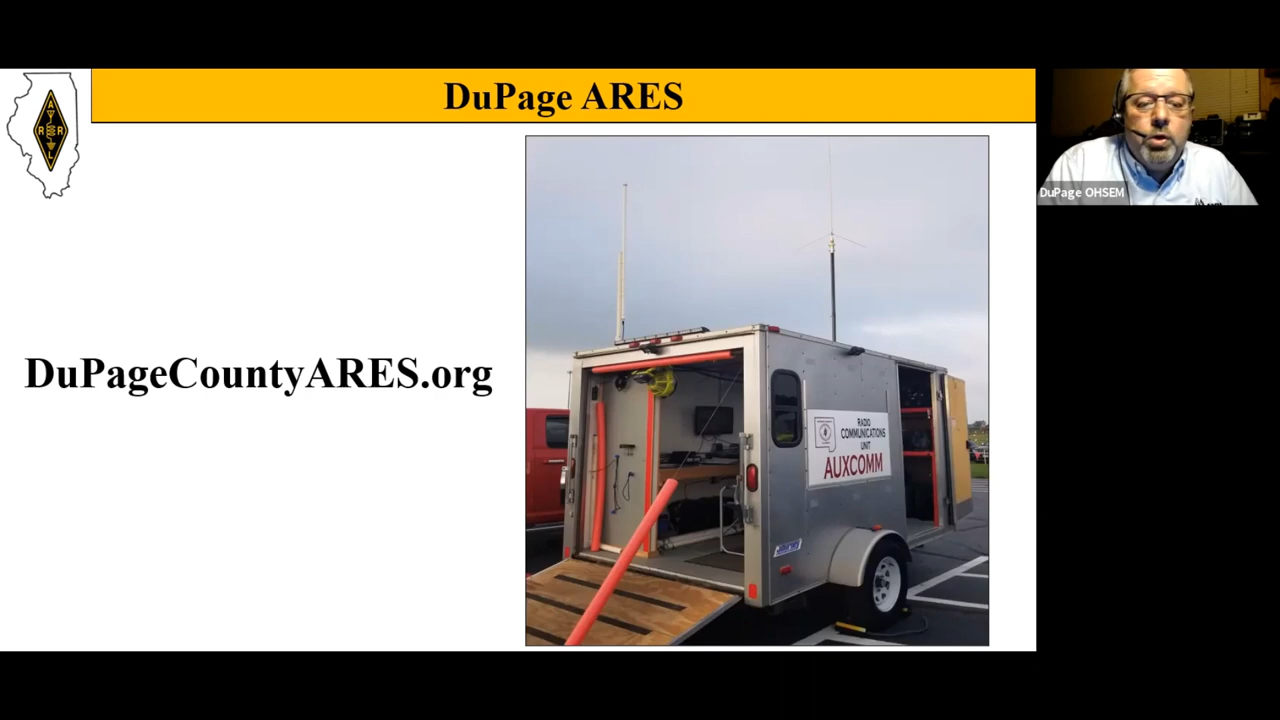 DuPage ARES
A
R R
L
DuPageCountyARES.org
RADIO
COMMUNICATIONS
UNIT
AUXCOMM
DuPage OHSEM